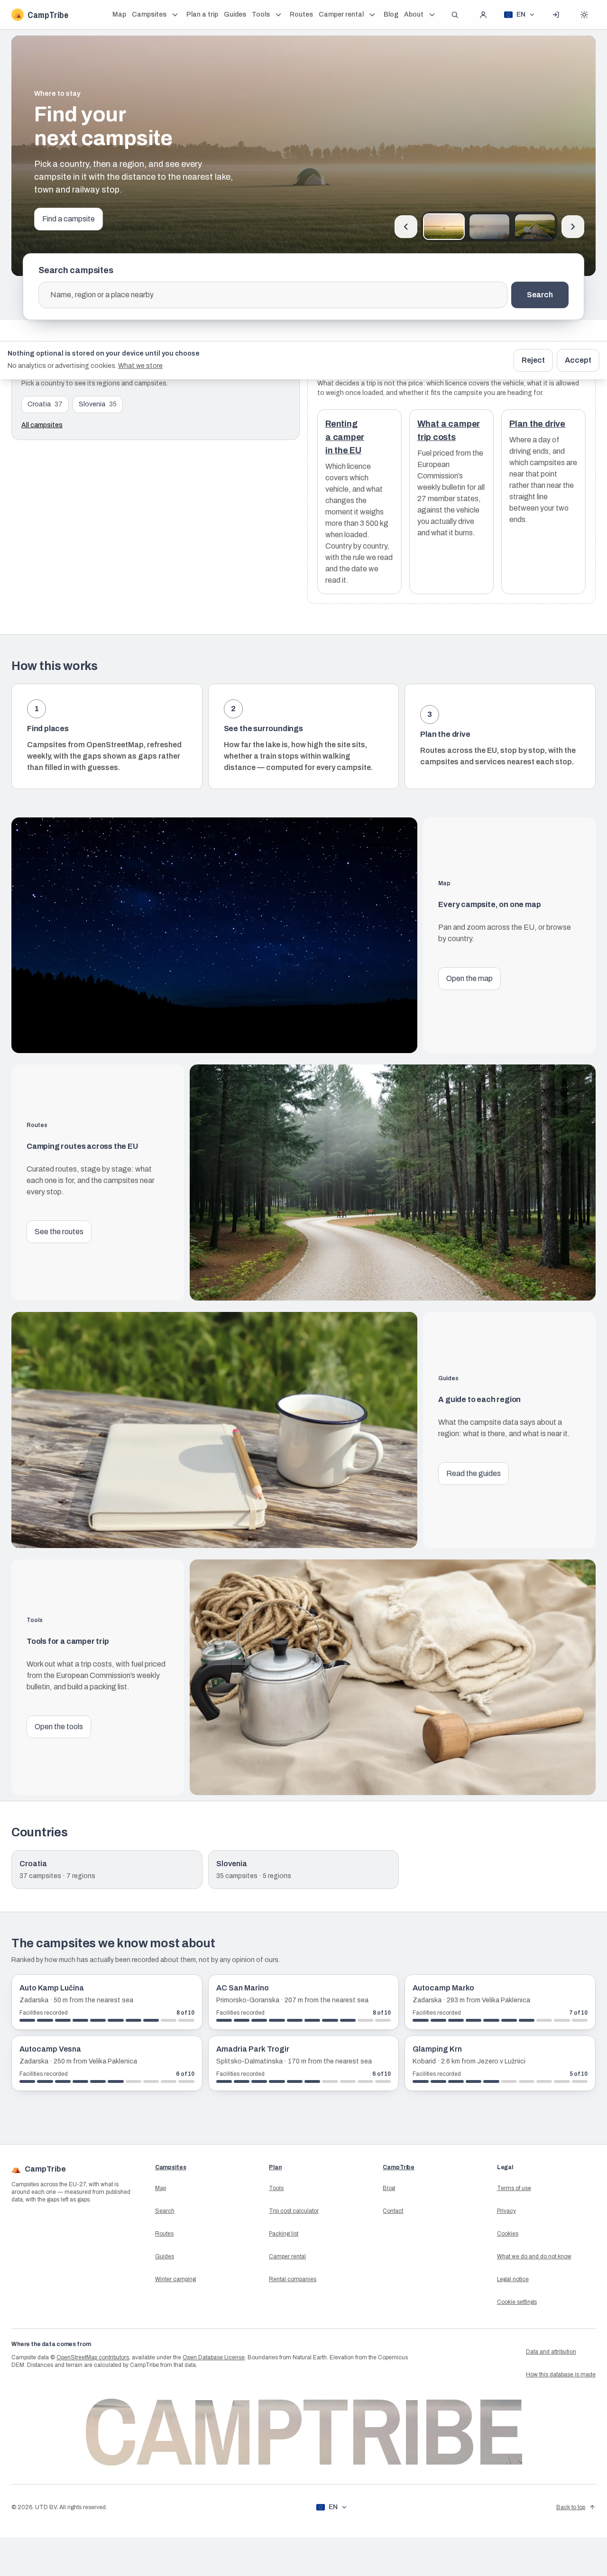 CampTribe
Map Campsites Plan a trip Guides Tools Routes Camper rental Blog About EN
Where to stay
Find your
next campsite
Pick a country, then a region, and see every
campsite in it with the distance to the nearest lake,
town and railway stop.
Find a campsite
Search campsites
Name, region or a place nearby
Search
Nothing optional is stored on your device until you choose
No analytics or advertising cookies. What we store
Reject
Accept
Pick a country to see its regions and campsites.
Croatia 37
Slovenia 35
All campsites
What decides a trip is not the price: which licence covers the vehicle, what it is allowed
to weigh once loaded, and whether it fits the campsite you are heading for.
Renting
a camper
in the EU
Which licence
covers which
vehicle, and what
changes the
moment it weighs
more than 3 500 kg
when loaded.
Country by country,
with the rule we read
and the date we
read it.
What a camper
trip costs
Fuel priced from the
European
Commission's
weekly bulletin for all
27 member states,
against the vehicle
you actually drive
and what it burns.
Plan the drive
Where a day of
driving ends, and
which campsites are
near that point
rather than near the
straight line
between your two
ends.
How this works
1
Find places
Campsites from OpenStreetMap, refreshed
weekly, with the gaps shown as gaps rather
than filled in with guesses.
2
See the surroundings
How far the lake is, how high the site sits,
whether a train stops within walking
distance — computed for every campsite.
3
Plan the drive
Routes across the EU, stop by stop, with the
campsites and services nearest each stop.
Map
Every campsite, on one map
Pan and zoom across the EU, or browse
by country.
Open the map
Routes
Camping routes across the EU
Curated routes, stage by stage: what
each one is for, and the campsites near
every stop.
See the routes
Guides
A guide to each region
What the campsite data says about a
region: what is there, and what is near it.
Read the guides
Tools
Tools for a camper trip
Work out what a trip costs, with fuel priced
from the European Commission's weekly
bulletin, and build a packing list.
Open the tools
Countries
Croatia
37 campsites · 7 regions
Slovenia
35 campsites · 5 regions
The campsites we know most about
Ranked by how much has actually been recorded about them, not by any opinion of ours.
Auto Kamp Lučina
Zadarska · 50 m from the nearest sea
Facilities recorded 8 of 10
AC San Marino
Primorsko-Goranska · 207 m from the nearest sea
Facilities recorded 8 of 10
Autocamp Marko
Zadarska · 293 m from Velika Paklenica
Facilities recorded 7 of 10
Autocamp Vesna
Zadarska · 250 m from Velika Paklenica
Facilities recorded 6 of 10
Amadria Park Trogir
Splitsko-Dalmatinska · 170 m from the nearest sea
Facilities recorded 6 of 10
Glamping Krn
Kobarid · 2.6 km from Jezero v Lužnici
Facilities recorded 5 of 10
CampTribe
Campsites across the EU-27, with what is
around each one — measured from published
data, with the gaps left as gaps.
Campsites
Map
Search
Routes
Guides
Winter camping
Plan
Tools
Trip cost calculator
Packing list
Camper rental
Rental companies
CampTribe
Blog
Contact
Legal
Terms of use
Privacy
Cookies
What we do and do not know
Legal notice
Cookie settings
Where the data comes from
Campsite data © OpenStreetMap contributors, available under the Open Database License. Boundaries from Natural Earth. Elevation from the Copernicus
DEM. Distances and terrain are calculated by CampTribe from that data.
Data and attribution
How this database is made
CAMPTRIBE
© 2026. UTD BV. All rights reserved.
EN
Back to top